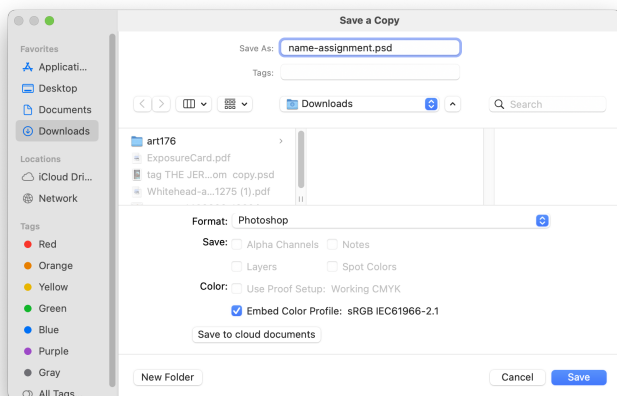 Save a Copy
Favorites
Applicati...
Desktop
Documents
Downloads
Locations
iCloud Dri...
Network
Tags
Red
Orange
Yellow
Green
Blue
Purple
Gray
All Tags
Save As: name-assignment.psd
Tags:
Downloads
Search
art176
ExposureCard.pdf
tag THE JER...om copy.psd
Whitehead-a...1275 (1).pdf
Format: Photoshop
Save: Alpha Channels Notes
Layers Spot Colors
Color: Use Proof Setup: Working CMYK
Embed Color Profile: sRGB IEC61966-2.1
Save to cloud documents
New Folder Cancel Save